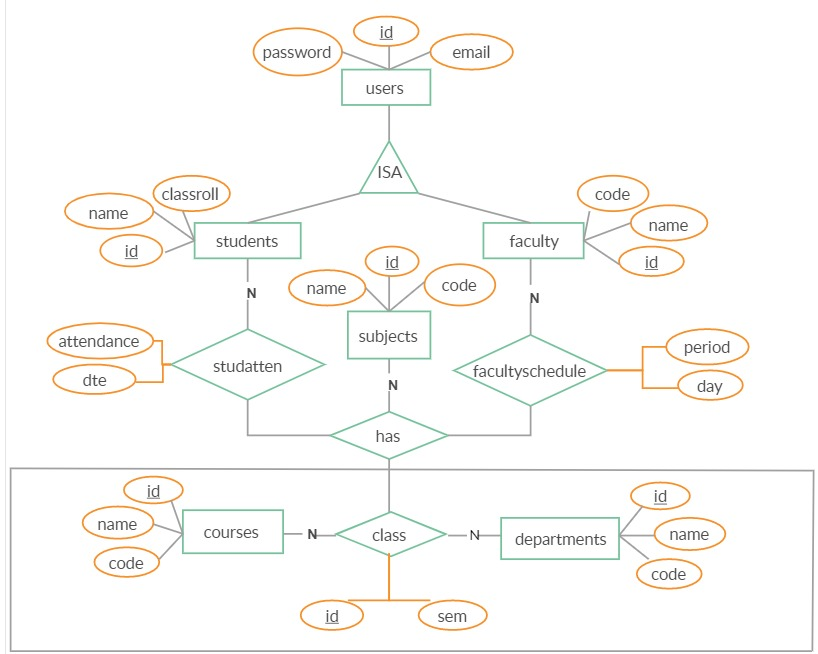 id
password
email
users
ISA
classroll
code
name
name
students
faculty
id
id
id
name
code
N
N
subjects
attendance
period
studatten
facultyschedule
dte
day
N
has
id
id
name
courses
N
class
N
departments
name
code
code
id
sem